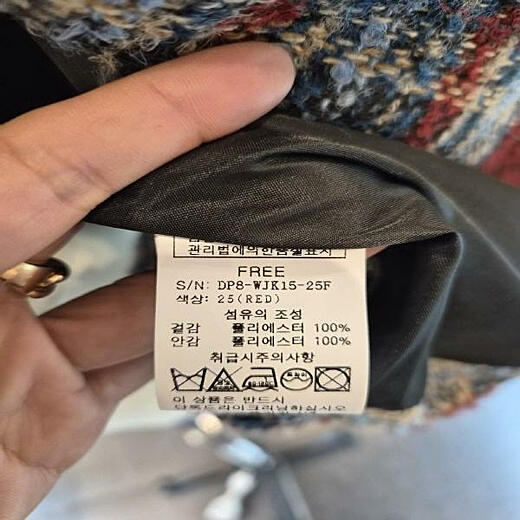 관리법에의한품질표시
FREE
S/N: DP8-WJK15-25F
색상: 25(RED)
섬유의 조성
겉감 폴리에스터 100%
안감 폴리에스터 100%
취급시주의사항
이 상품은 반드시
단독드라이크리닝하십시오